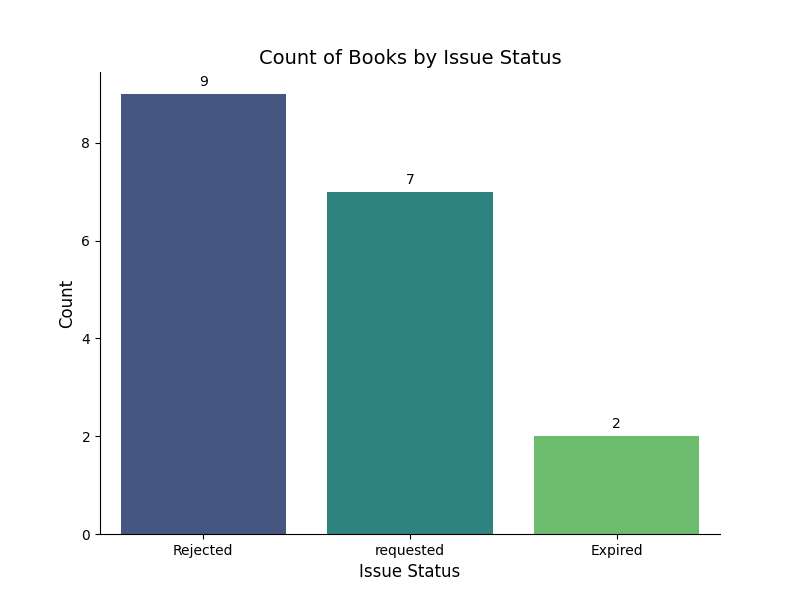 Count of Books by Issue Status
9
7
2
8
6
4
2
0
Count
Rejected
requested
Expired
Issue Status